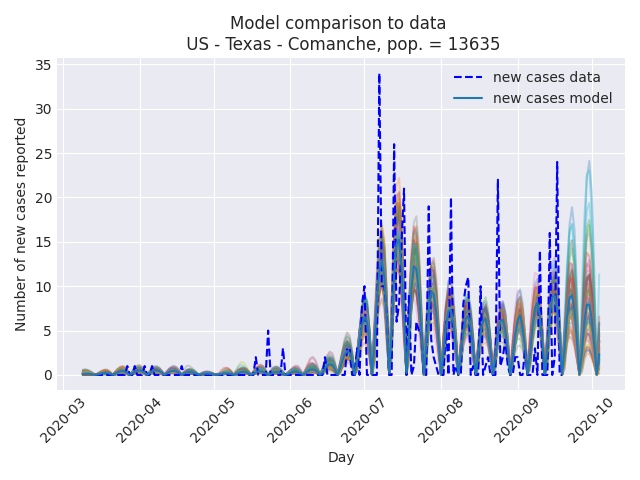 Model comparison to data
US - Texas - Comanche, pop. = 13635
new cases data
new cases model
Number of new cases reported
35
30
25
20
15
10
5
0
2020-03
2020-04
2020-05
2020-06
2020-07
2020-08
2020-09
2020-10
Day